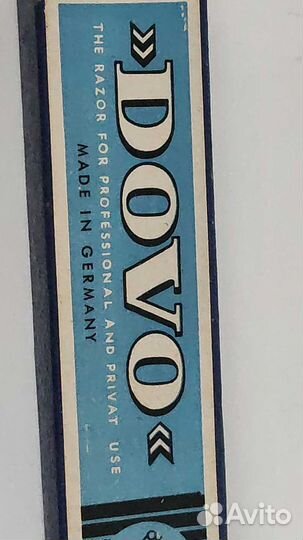 »DOVO«
THE RAZOR FOR PROFESSIONAL AND PRIVAT USE
MADE IN GERMANY
Avito